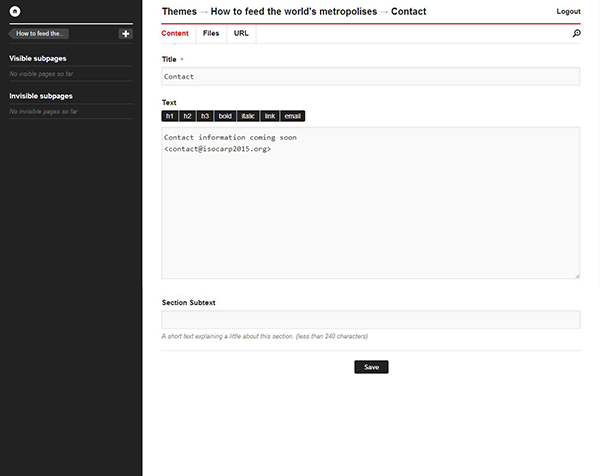 Themes → How to feed the world's metropolises → Contact
Logout
How to feed the...
Content Files URL
Visible subpages
No visible pages so far
Invisible subpages
No invisible pages so far
Title *
Contact
Text
h1 h2 h3 bold italic link email
Contact information coming soon
<contact@isocarp2015.org>
Section Subtext
A short text explaining a little about this section. (less than 240 characters)
Save